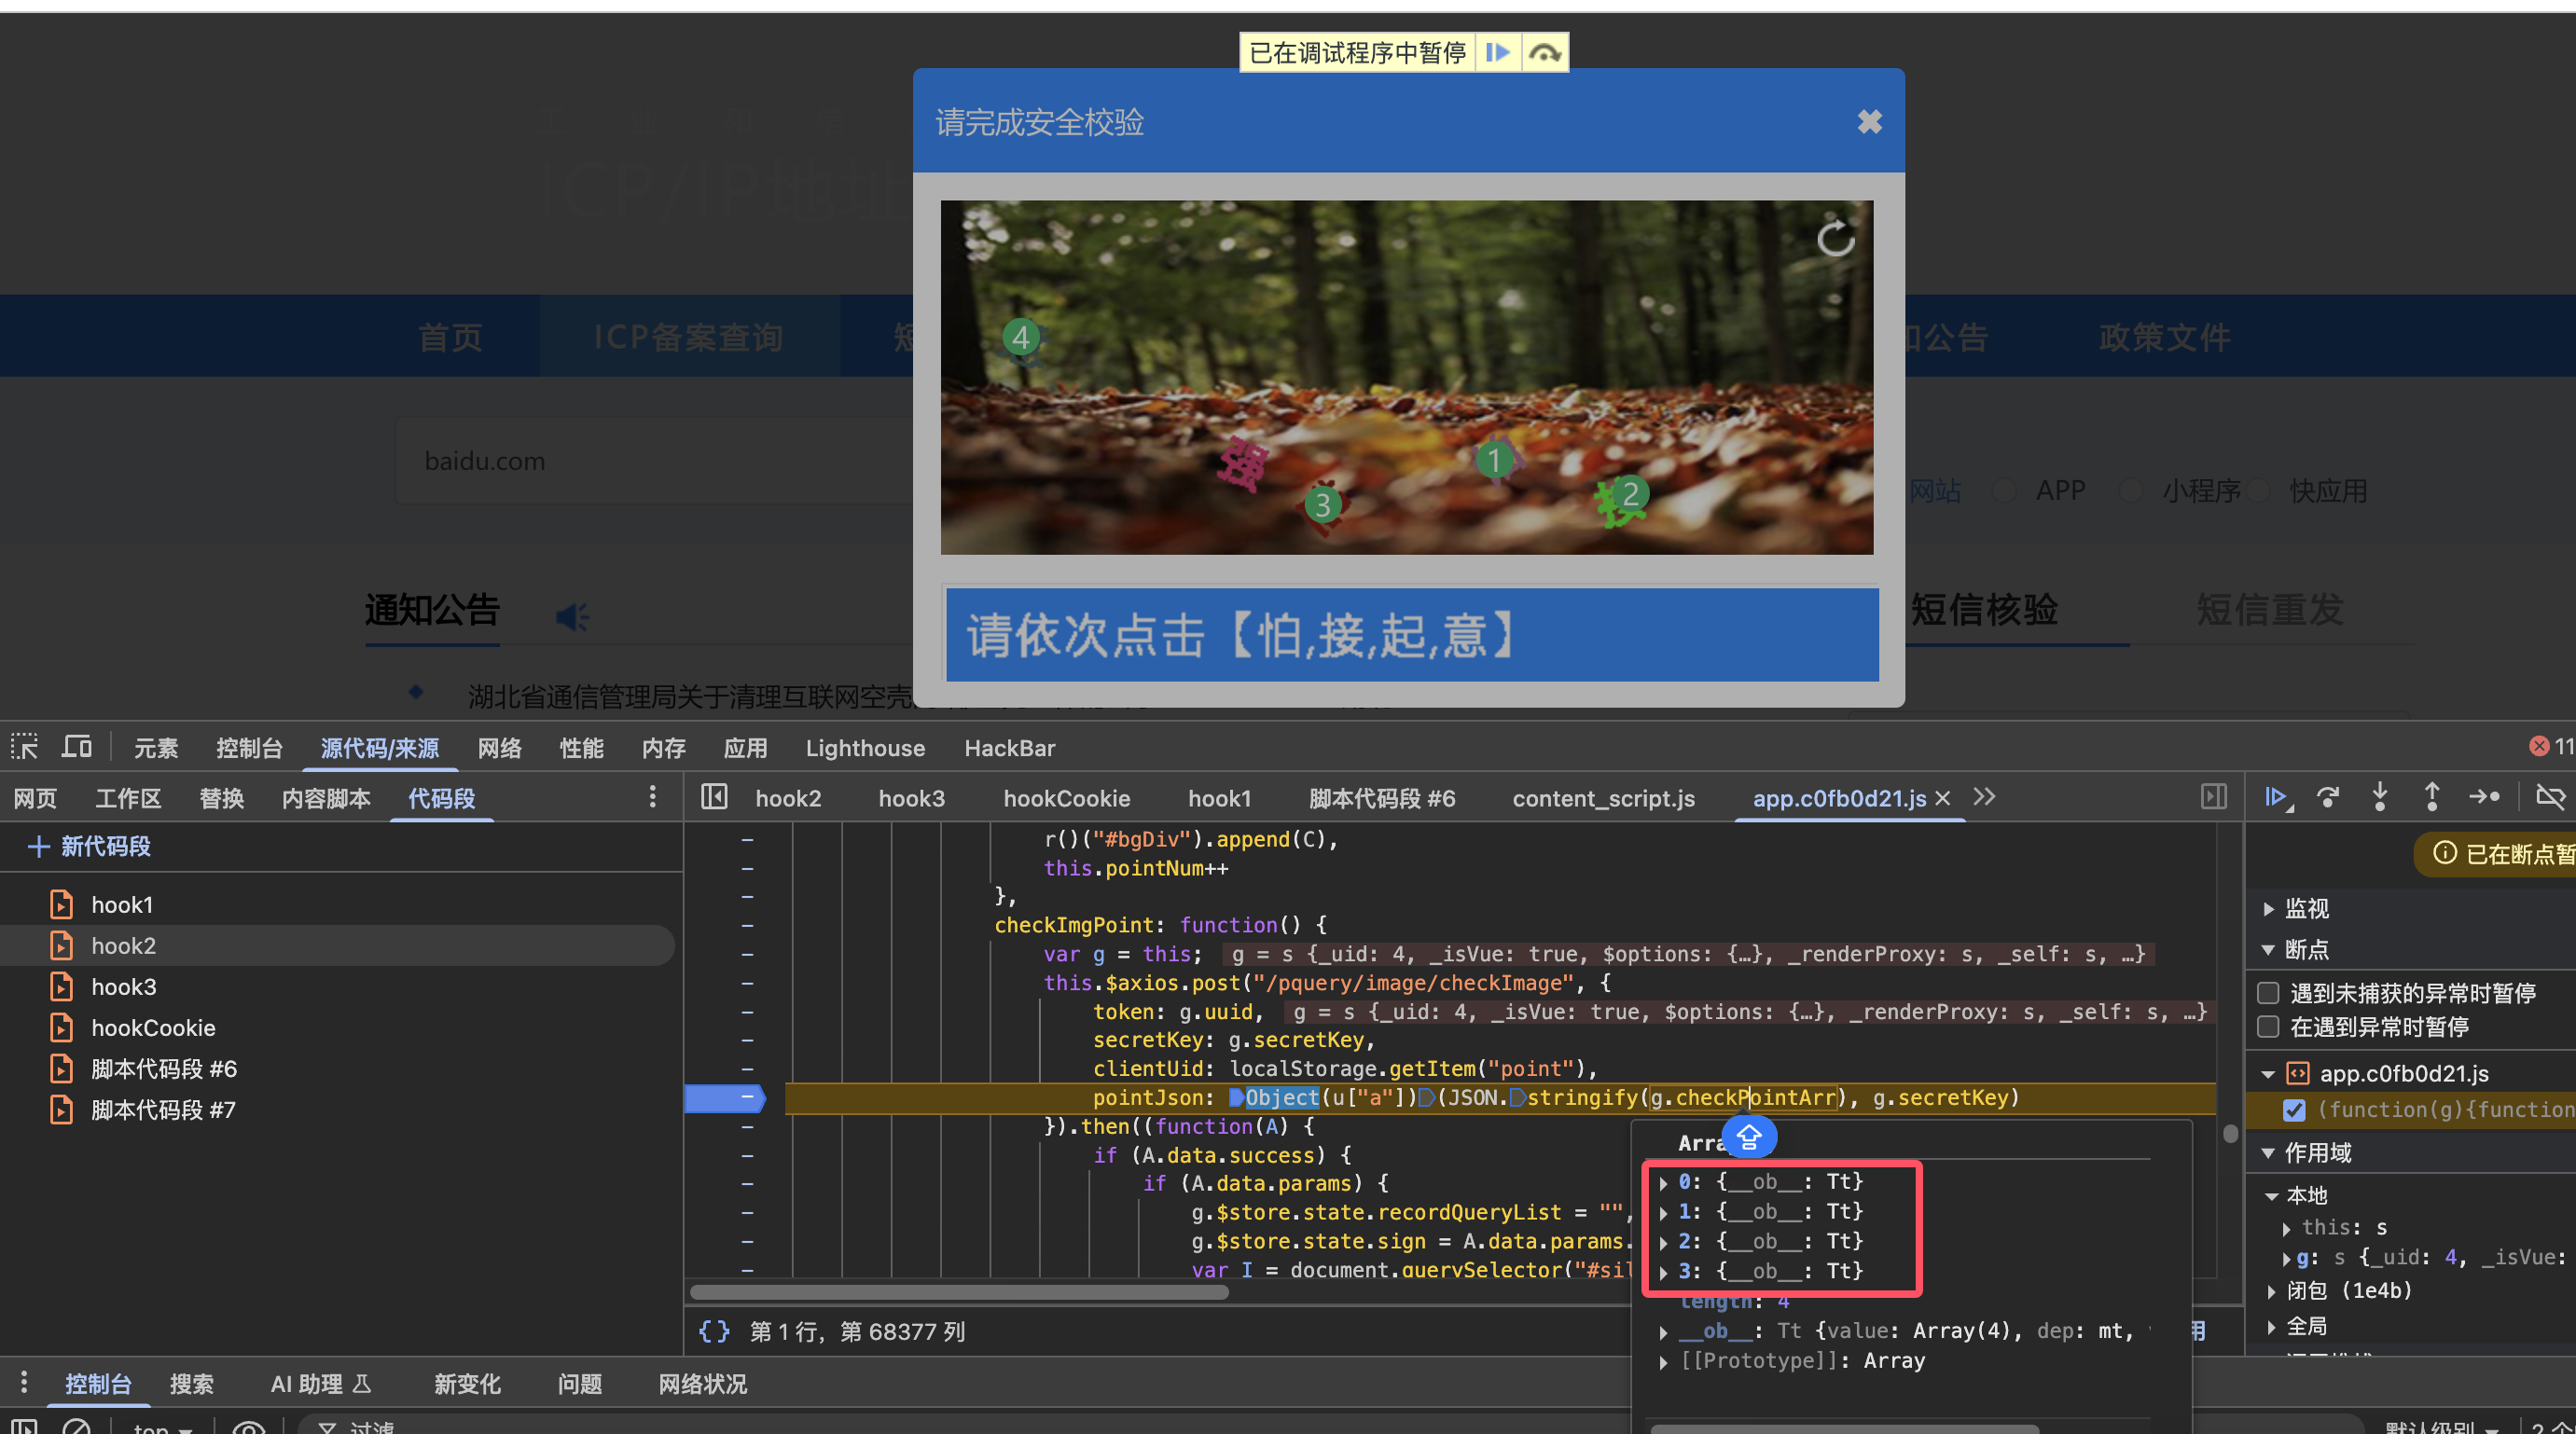 已在调试程序中暂停
请完成安全校验
ICP/IP地址
4
强
1
3
2
换
请依次点击【怕,接,起,意】
首页
ICP备案查询
短
公告
政策文件
baidu.com
网站
APP
小程序
快应用
通知公告
短信核验
短信重发
湖北省通信管理局关于清理互联网空壳
元素
控制台
源代码/来源
网络
性能
内存
应用
Lighthouse
HackBar
11
网页
工作区
替换
内容脚本
代码段
hook2
hook3
hookCookie
hook1
脚本代码段 #6
content_script.js
app.c0fb0d21.js
新代码段
hook1
hook2
hook3
hookCookie
脚本代码段 #6
脚本代码段 #7
r()("#bgDiv").append(C),
this.pointNum++
},
checkImgPoint: function() {
var g = this; g = s {_uid: 4, _isVue: true, $options: {…}, _renderProxy: s, _self: s, …}
this.$axios.post("/pquery/image/checkImage", {
token: g.uuid, g = s {_uid: 4, _isVue: true, $options: {…}, _renderProxy: s, _self: s, …}
secretKey: g.secretKey,
clientUid: localStorage.getItem("point"),
pointJson: Object(u["a"])(JSON.stringify(g.checkPointArr), g.secretKey)
}).then((function(A) {
if (A.data.success) {
if (A.data.params) {
g.$store.state.recordQueryList = "",
g.$store.state.sign = A.data.params.
var I = document.querySelector("#sil
Arra
0: {__ob__: Tt}
1: {__ob__: Tt}
2: {__ob__: Tt}
3: {__ob__: Tt}
length: 4
__ob__: Tt {value: Array(4), dep: mt,
[[Prototype]]: Array
第 1 行，第 68377 列
用
已在断点暂
监视
断点
遇到未捕获的异常时暂停
在遇到异常时暂停
app.c0fb0d21.js
(function(g){function
作用域
本地
this: s
g: s {_uid: 4, _isVue:
闭包 (1e4b)
全局
控制台
搜索
AI 助理
新变化
问题
网络状况
top
过滤
默认级别
2 个